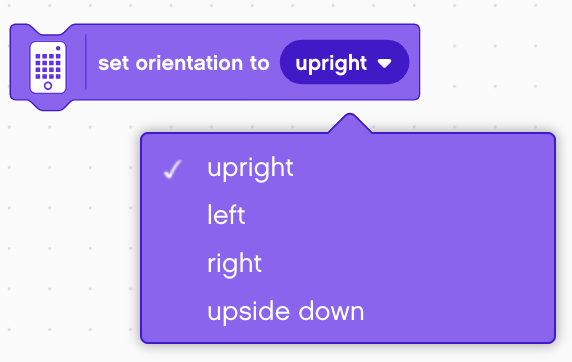 set orientation to upright
upright
left
right
upside down